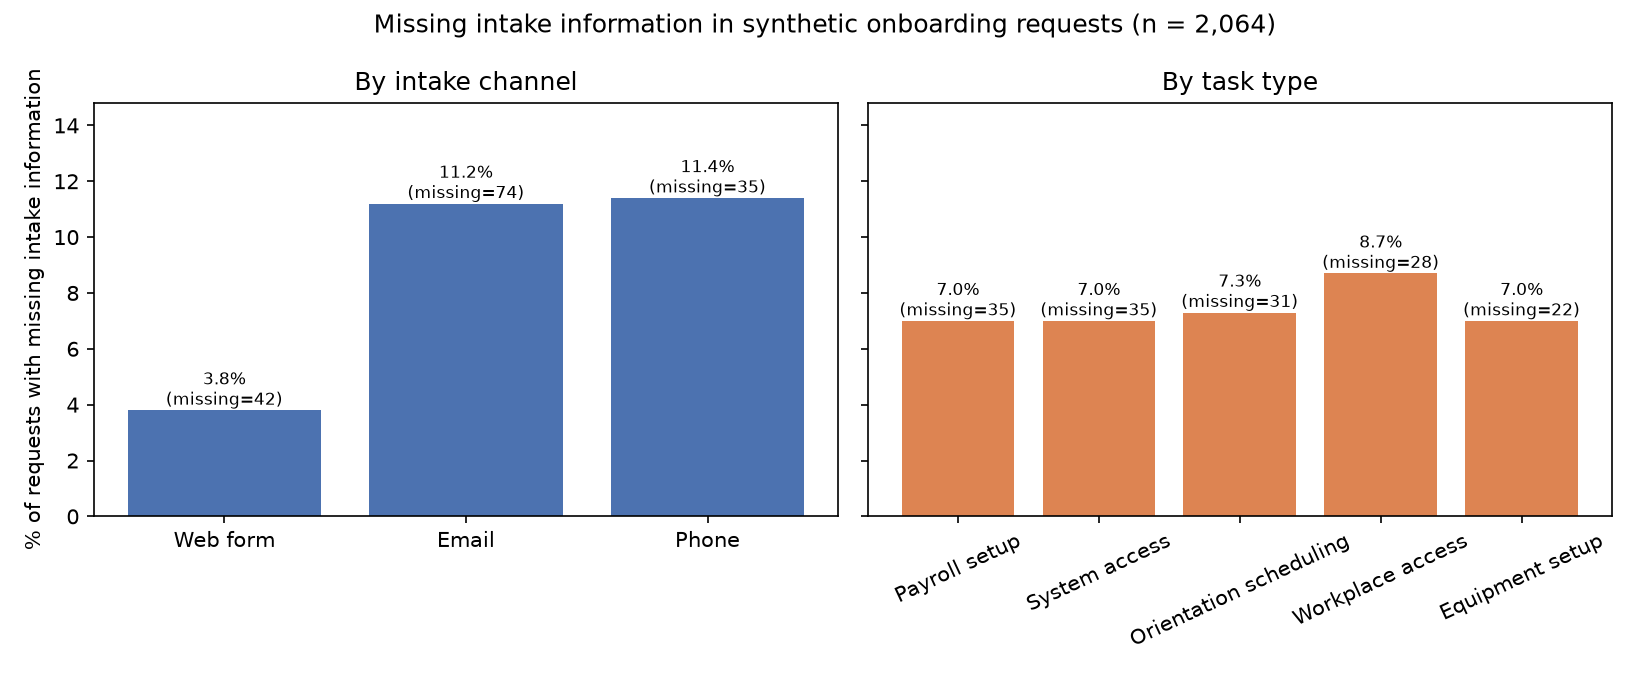 Missing intake information in synthetic onboarding requests (n = 2,064)
By intake channel
% of requests with missing intake information
14
12
10
8
6
4
2
0
3.8%
(missing=42)
11.2%
(missing=74)
11.4%
(missing=35)
Web form
Email
Phone
By task type
7.0%
(missing=35)
7.0%
(missing=35)
7.3%
(missing=31)
8.7%
(missing=28)
7.0%
(missing=22)
Payroll setup
System access
Orientation scheduling
Workplace access
Equipment setup